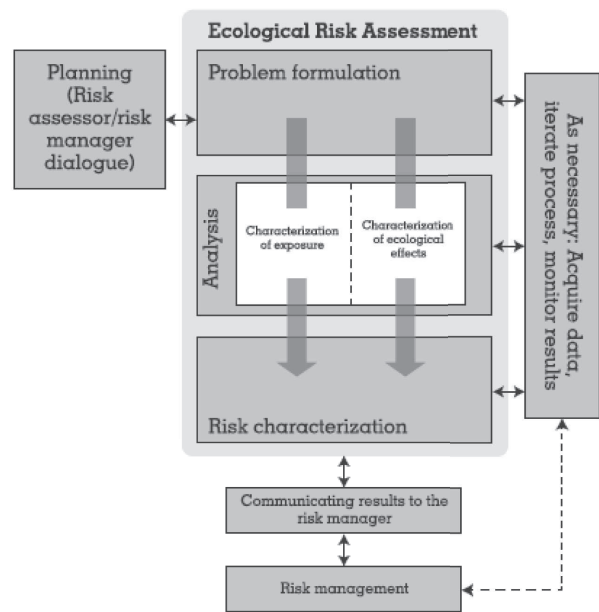 Ecological Risk Assessment
Planning
(Risk
assessor/risk
manager
dialogue)
Problem formulation
As necessary: Acquire data,
iterate process, monitor results
Analysis
Characterization
of exposure
Characterization
of ecological
effects
Risk characterization
Communicating results to the
risk manager
Risk management